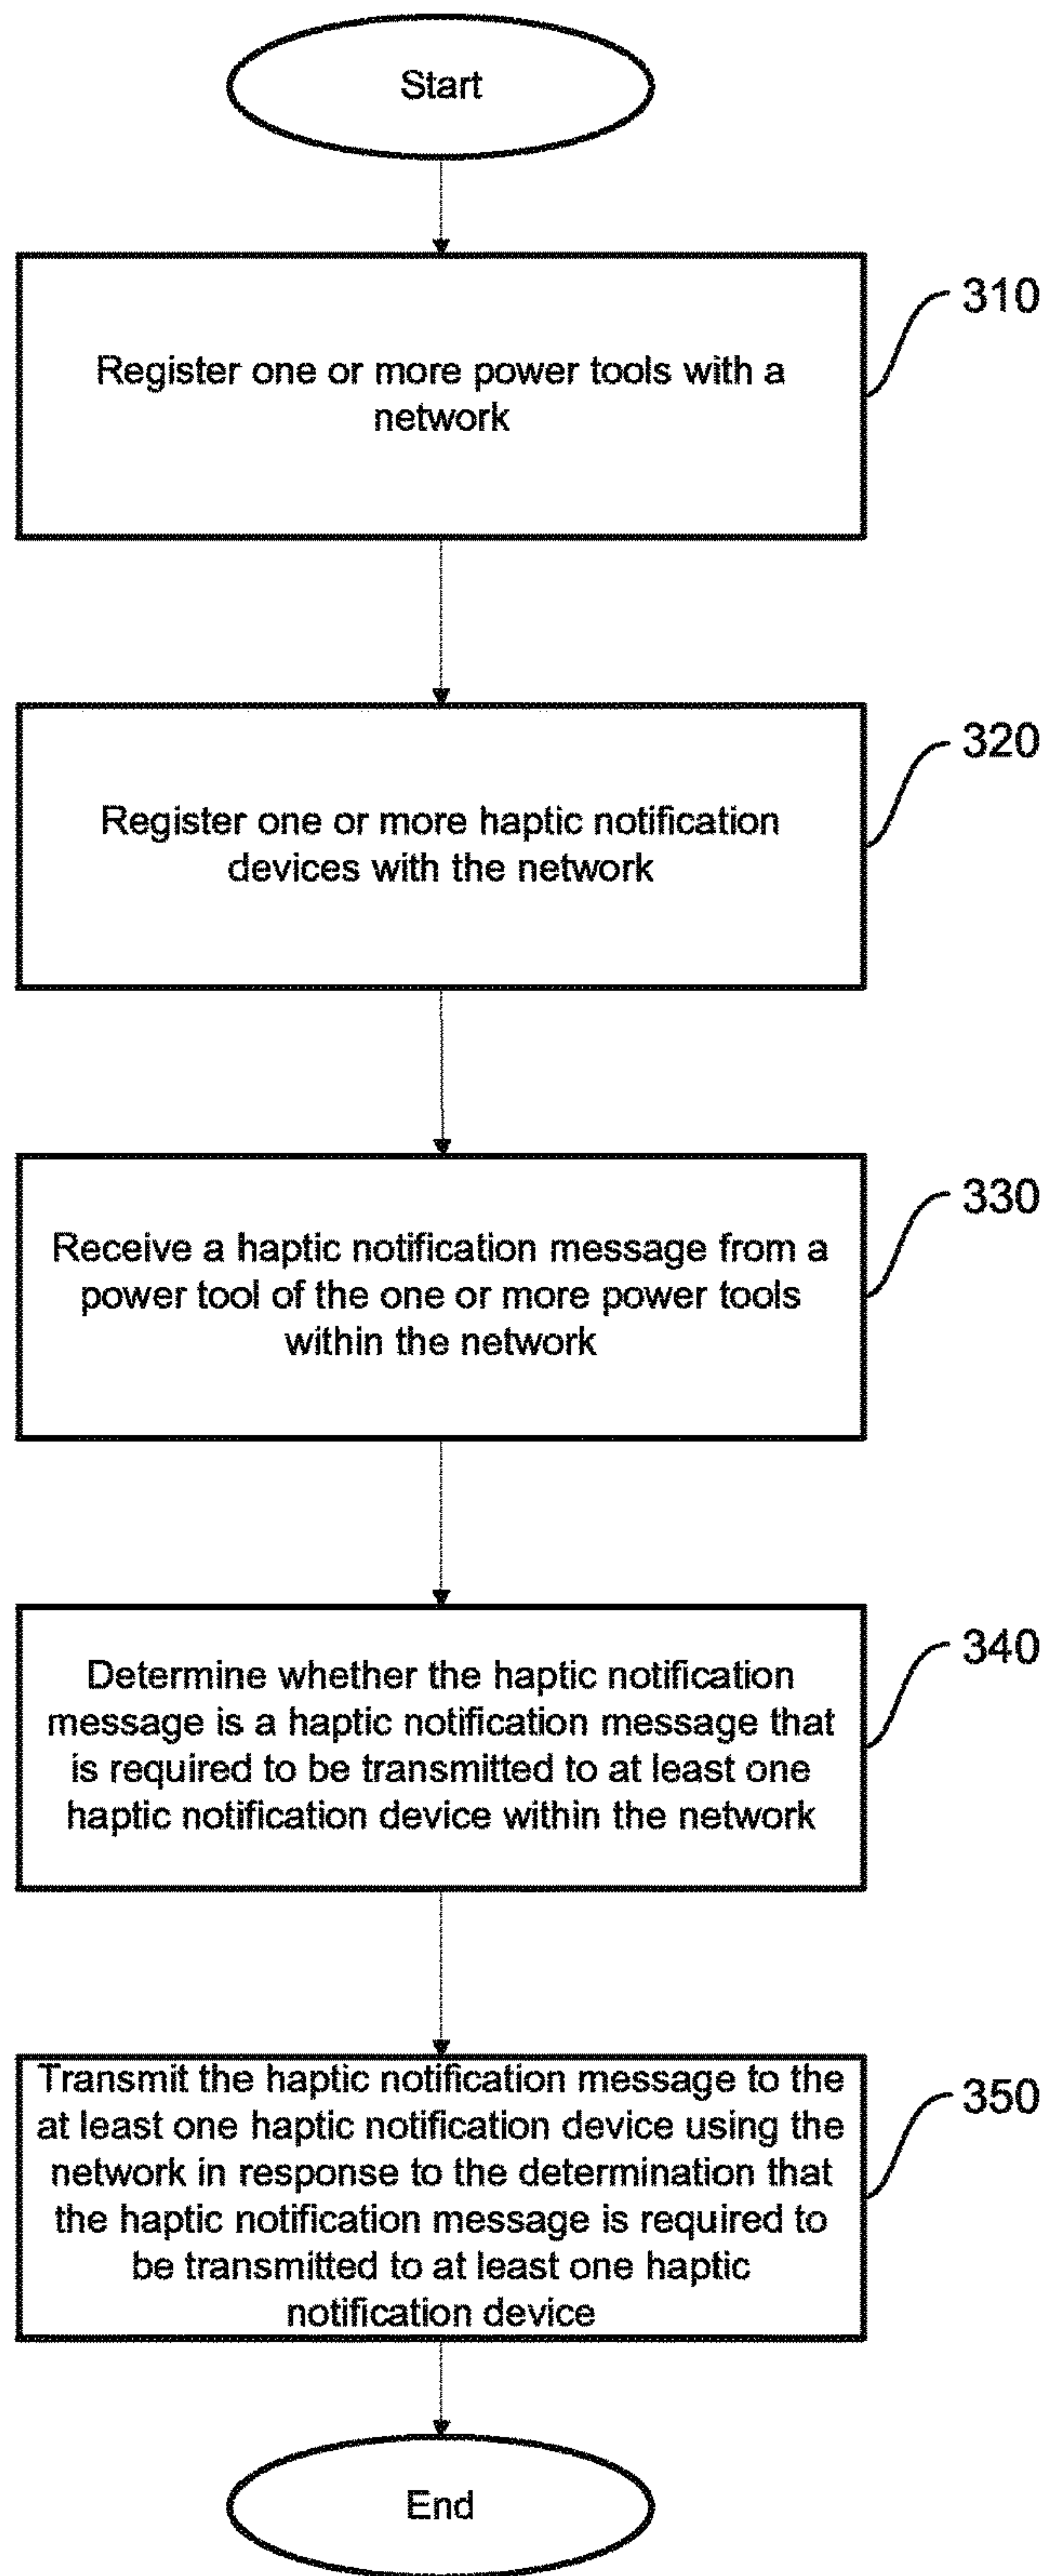 Start
310
Register one or more power tools with a
network
320
Register one or more haptic notification
devices with the network
330
Receive a haptic notification message from a
power tool of the one or more power tools
within the network
340
Determine whether the haptic notification
message is a haptic notification message that
is required to be transmitted to at least one
haptic notification device within the network
350
Transmit the haptic notification message to the
at least one haptic notification device using the
network in response to the determination that
the haptic notification message is required to
be transmitted to at least one haptic
notification device
End